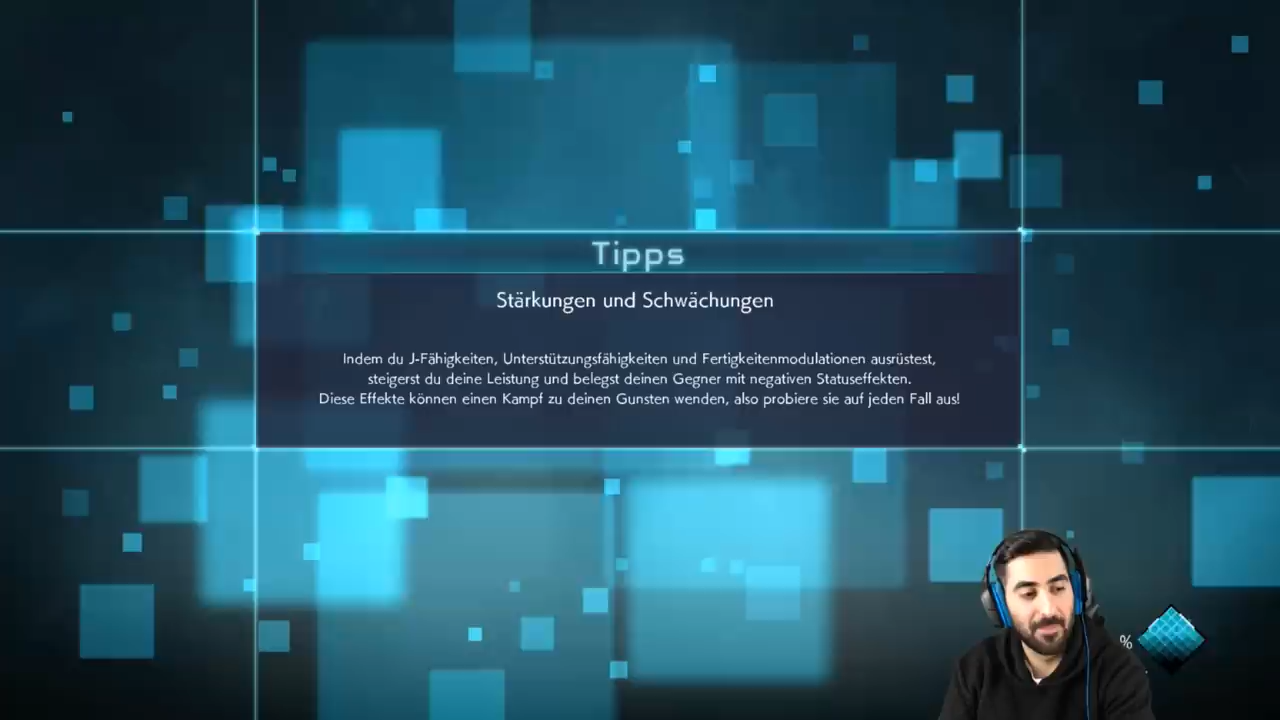 Tipps
Stärkungen und Schwächungen
Indem du J-Fähigkeiten, Unterstützungsfähigkeiten und Fertigkeitenmodulationen ausrüstest,
steigerst du deine Leistung und belegst deinen Gegner mit negativen Statuseffekten.
Diese Effekte können einen Kampf zu deinen Gunsten wenden, also probiere sie auf jeden Fall aus!
%